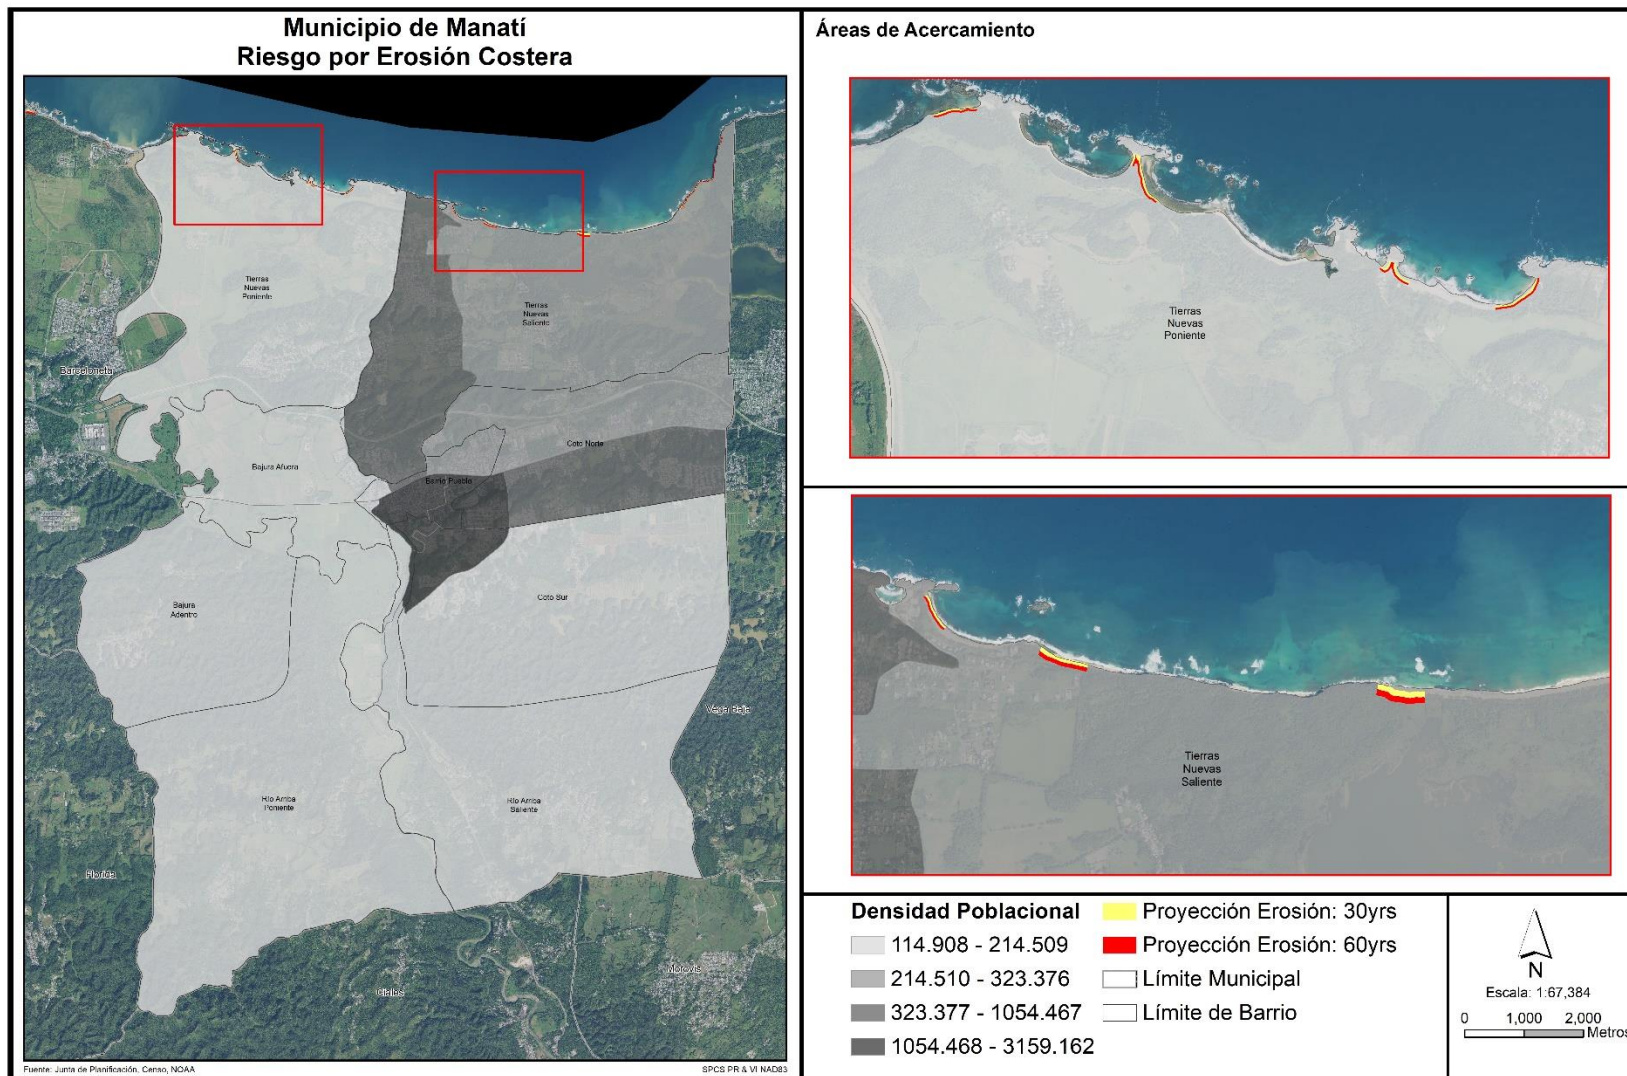 Municipio de Manatí
Riesgo por Erosión Costera
Tierras
Nuevas
Poniente
Tierras
Nuevas
Saliente
Barceloneta
Coto Norte
Bajura Afuera
Barrio Pueblo
Bajura
Adentro
Coto Sur
Vega Baja
Río Arriba
Poniente
Río Arriba
Saliente
Florida
Morovis
Ciales
Fuente: Junta de Planificación, Censo, NOAA
SPCS PR & VI NAD83
Áreas de Acercamiento
Tierras
Nuevas
Poniente
Tierras
Nuevas
Saliente
Densidad Poblacional
114.908 - 214.509
214.510 - 323.376
323.377 - 1054.467
1054.468 - 3159.162
Proyección Erosión: 30yrs
Proyección Erosión: 60yrs
Límite Municipal
Límite de Barrio
N
Escala: 1:67,384
0 1,000 2,000
Metros